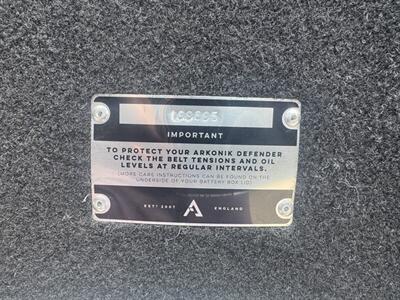 IMPORTANT
TO PROTECT YOUR ARKONIK DEFENDER
CHECK THE BELT TENSIONS AND OIL
LEVELS AT REGULAR INTERVALS.
(MORE CARE INSTRUCTIONS CAN BE FOUND ON THE
UNDERSIDE OF YOUR BATTERY BOX LID)
ESTD 2007 ENGLAND